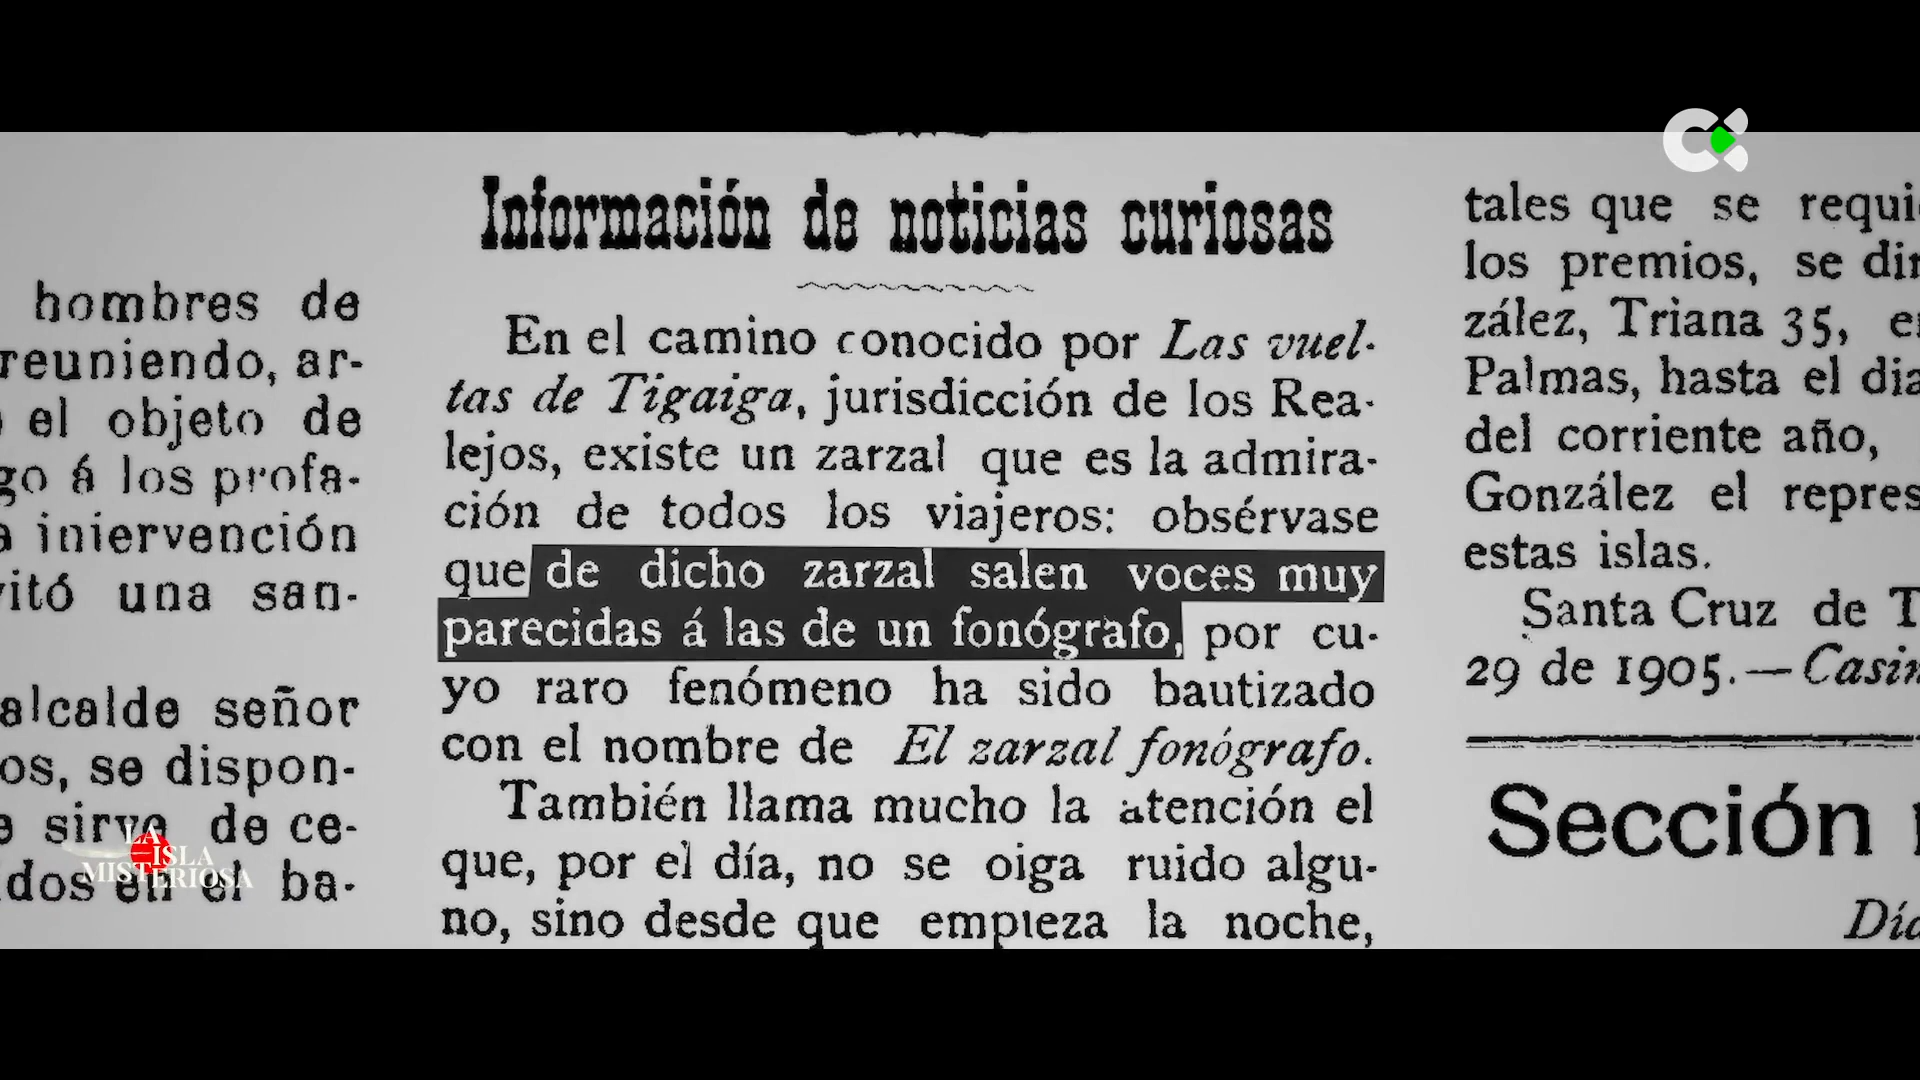 hombres de
reuniendo, ar-
el objeto de
á los profa-
iniervención
una san-
alcalde señor
se dispon-
sirve de ce-
en el ba-
Información de noticias curiosas
En el camino conocido por Las vuel-
tas de Tigaiga, jurisdicción de los Rea-
lejos, existe un zarzal que es la admira-
ción de todos los viajeros: obsérvase
que de dicho zarzal salen voces muy
parecidas á las de un fonógrafo, por cu-
yo raro fenómeno ha sido bautizado
con el nombre de El zarzal fonógrafo.
También llama mucho la atención el
que, por el día, no se oiga ruido algu-
no, sino desde que empieza la noche,
tales que se requi
los premios, se dir
zález, Triana 35, e
Palmas, hasta el dia
del corriente año,
González el repres
estas islas.
Santa Cruz de T
29 de 1905.—Casin
Sección
Día
LA
ISLA
MISTERIOSA